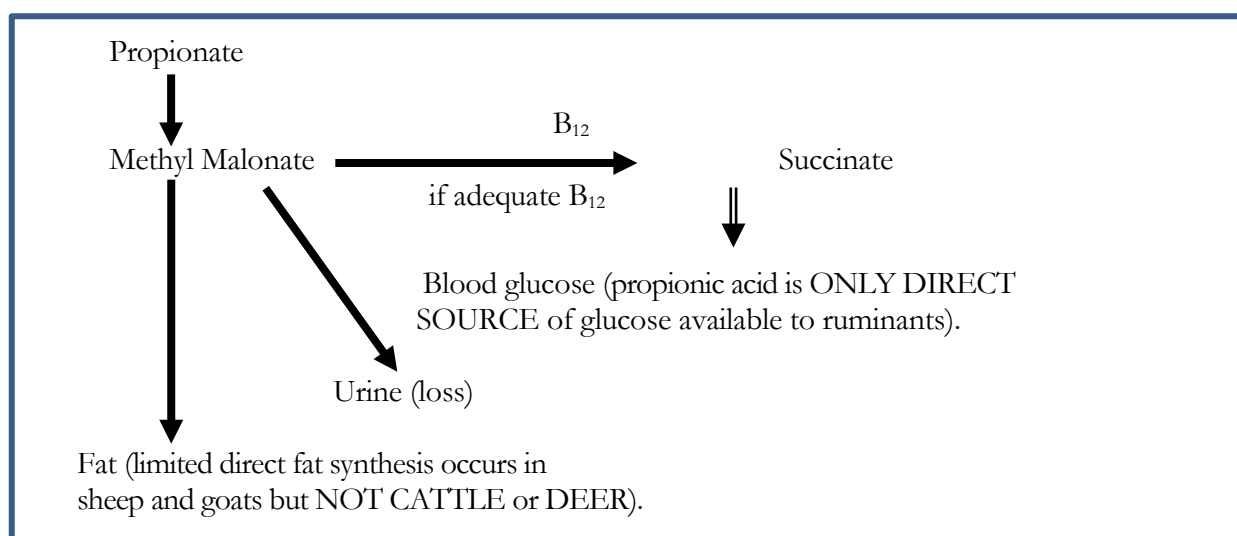 Propionate
B₁₂
Methyl Malonate
Succinate
if adequate B₁₂
Blood glucose (propionic acid is ONLY DIRECT
SOURCE of glucose available to ruminants).
Urine (loss)
Fat (limited direct fat synthesis occurs in
sheep and goats but NOT CATTLE or DEER).